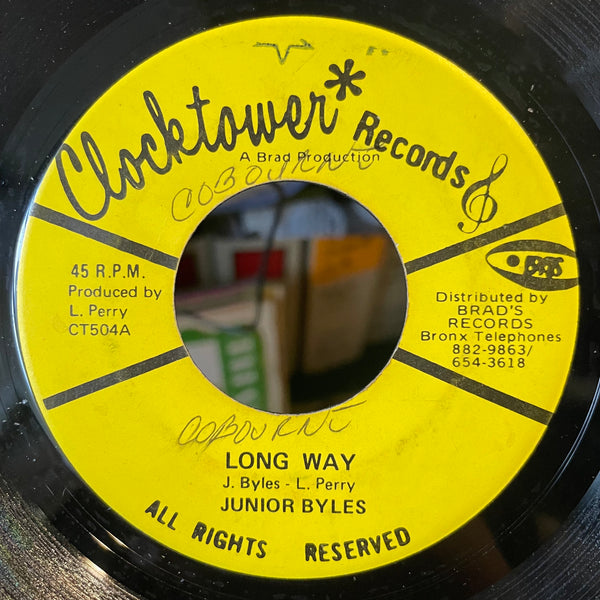 Clocktower* Records
A Brad Production
COBOURNE
45 R.P.M.
Produced by
L. Perry
CT504A
BRADS
Distributed by
BRAD'S
RECORDS
Bronx Telephones
882-9863/
654-3618
COBOURNE
LONG WAY
J. Byles - L. Perry
JUNIOR BYLES
ALL RIGHTS RESERVED